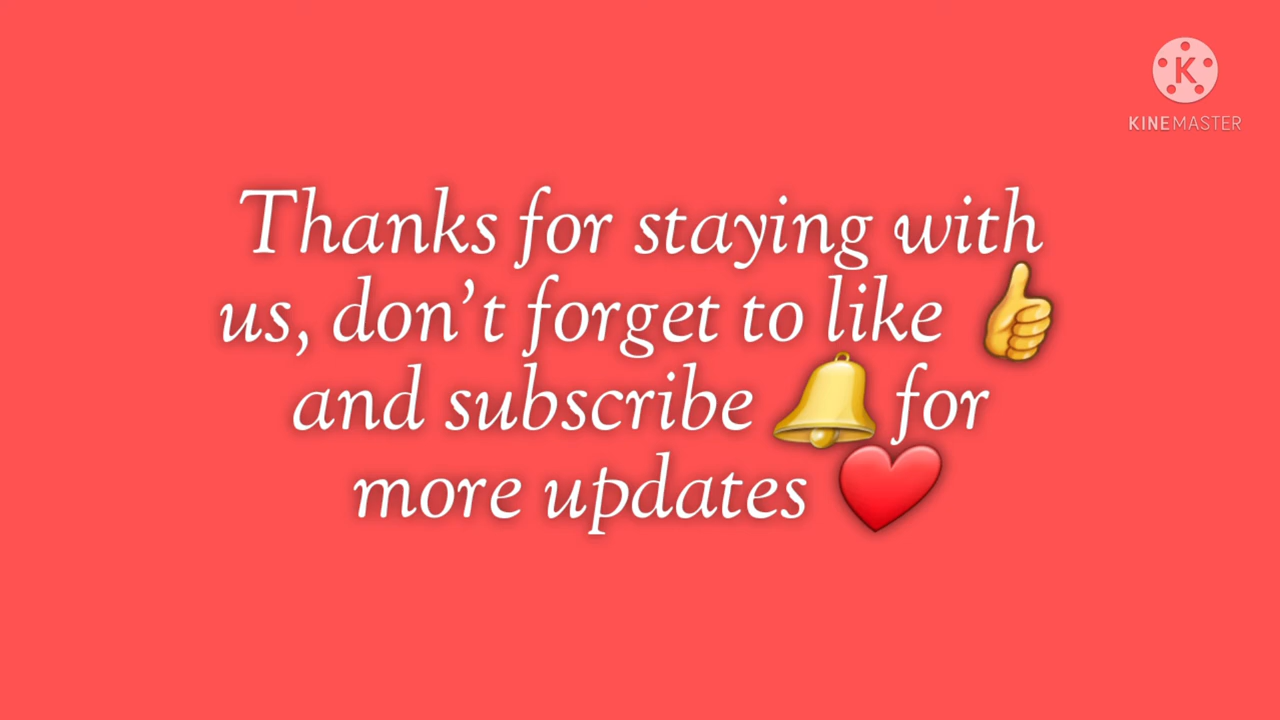 K
KINEMASTER
Thanks for staying with
us, don't forget to like 👍
and subscribe 🔔 for
more updates ❤️